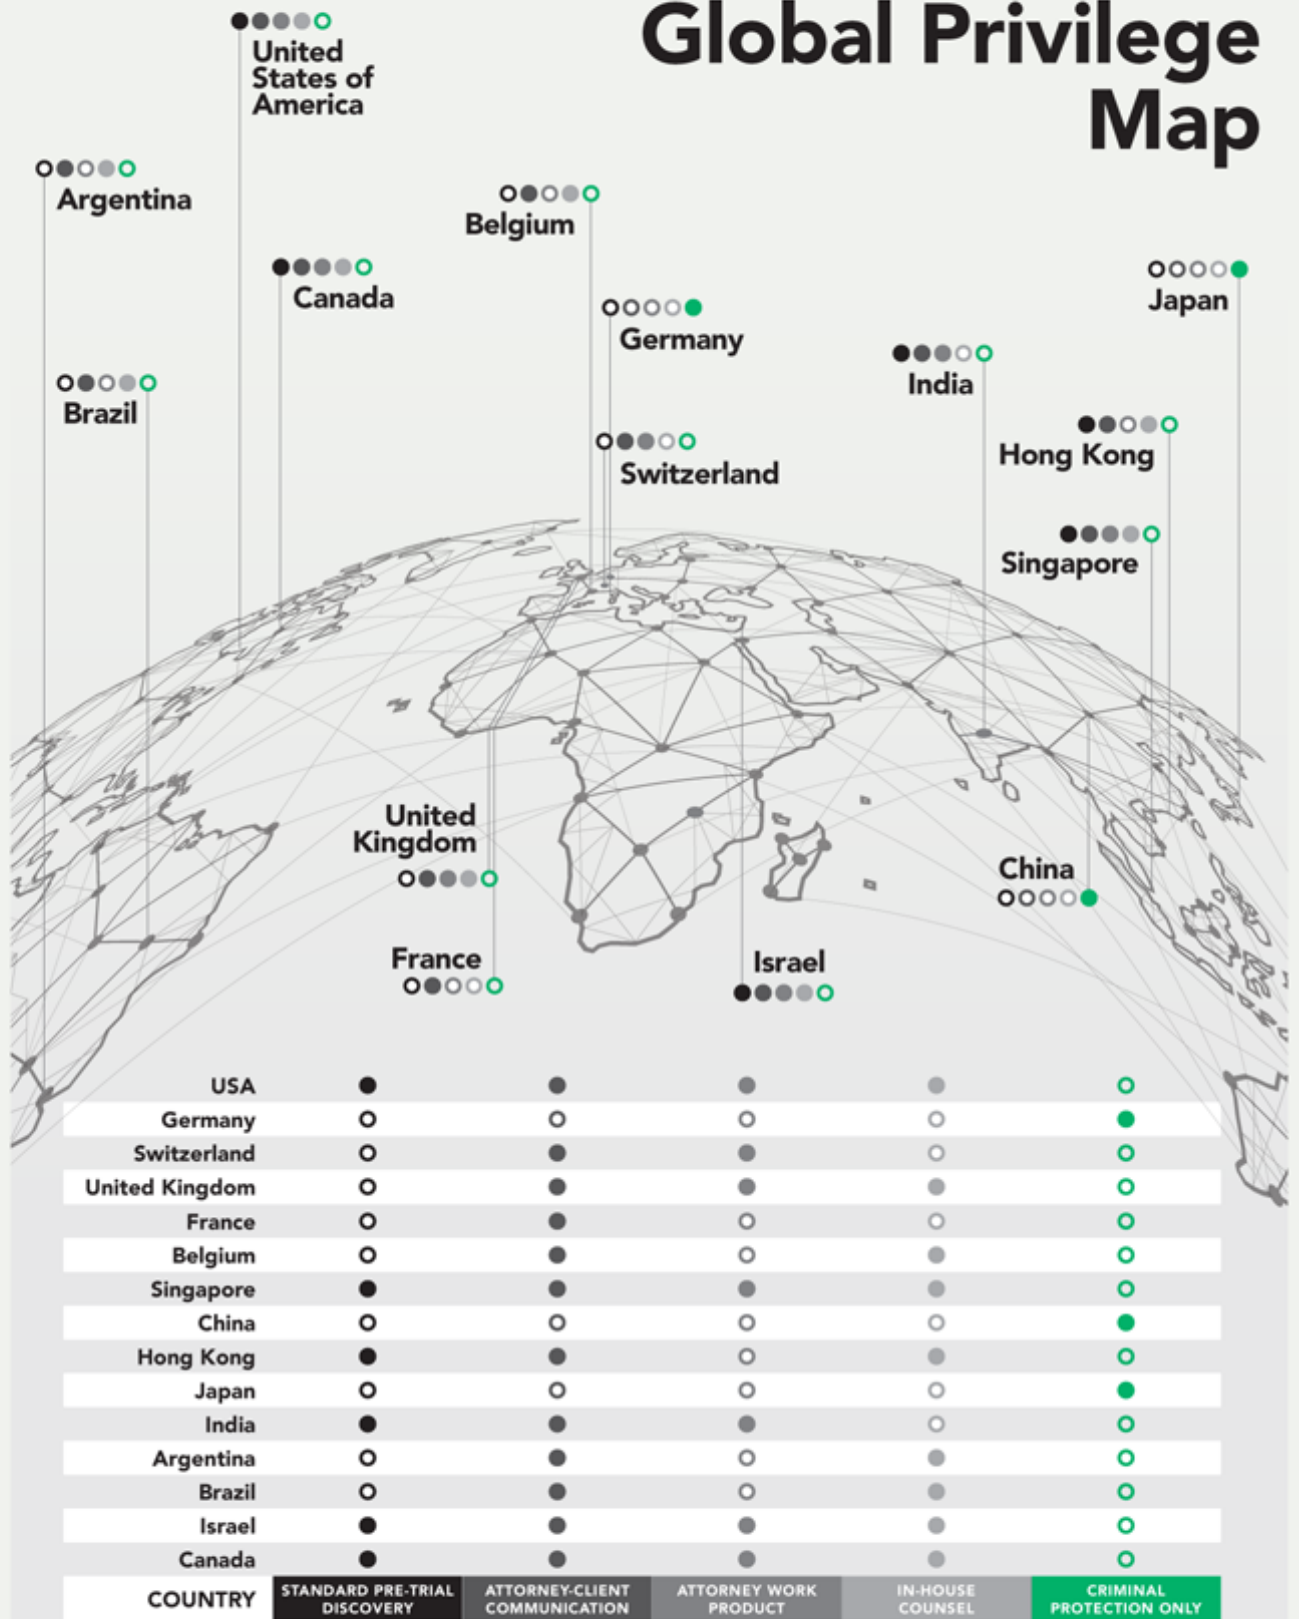 Global Privilege
Map
United
States of
America
Argentina
Belgium
Canada
Japan
Germany
India
Brazil
Hong Kong
Switzerland
Singapore
United
Kingdom
China
France
Israel
USA
Germany
Switzerland
United Kingdom
France
Belgium
Singapore
China
Hong Kong
Japan
India
Argentina
Brazil
Israel
Canada
COUNTRY
STANDARD PRE-TRIAL
DISCOVERY
ATTORNEY-CLIENT
COMMUNICATION
ATTORNEY WORK
PRODUCT
IN-HOUSE
COUNSEL
CRIMINAL
PROTECTION ONLY